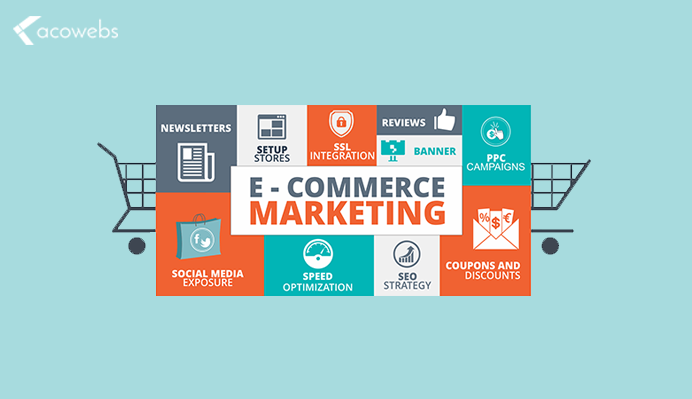 acowebs
NEWSLETTERS
SETUP
STORES
SSL
INTEGRATION
REVIEWS
BANNER
PPC
CAMPAIGNS
E - COMMERCE
MARKETING
SOCIAL MEDIA
EXPOSURE
SPEED
OPTIMIZATION
SEO
STRATEGY
% $ €
COUPONS AND
DISCOUNTS